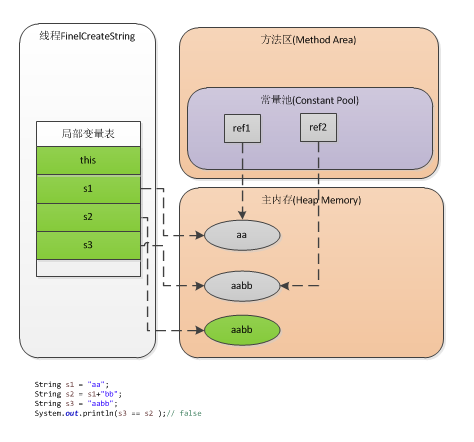 线程FinelCreateString
局部变量表
this
s1
s2
s3
方法区(Method Area)
常量池(Constant Pool)
ref1
ref2
主内存(Heap Memory)
aa
aabb
aabb
String s1 = "aa";
String s2 = s1+"bb";
String s3 = "aabb";
System.out.println(s3 == s2 );// false